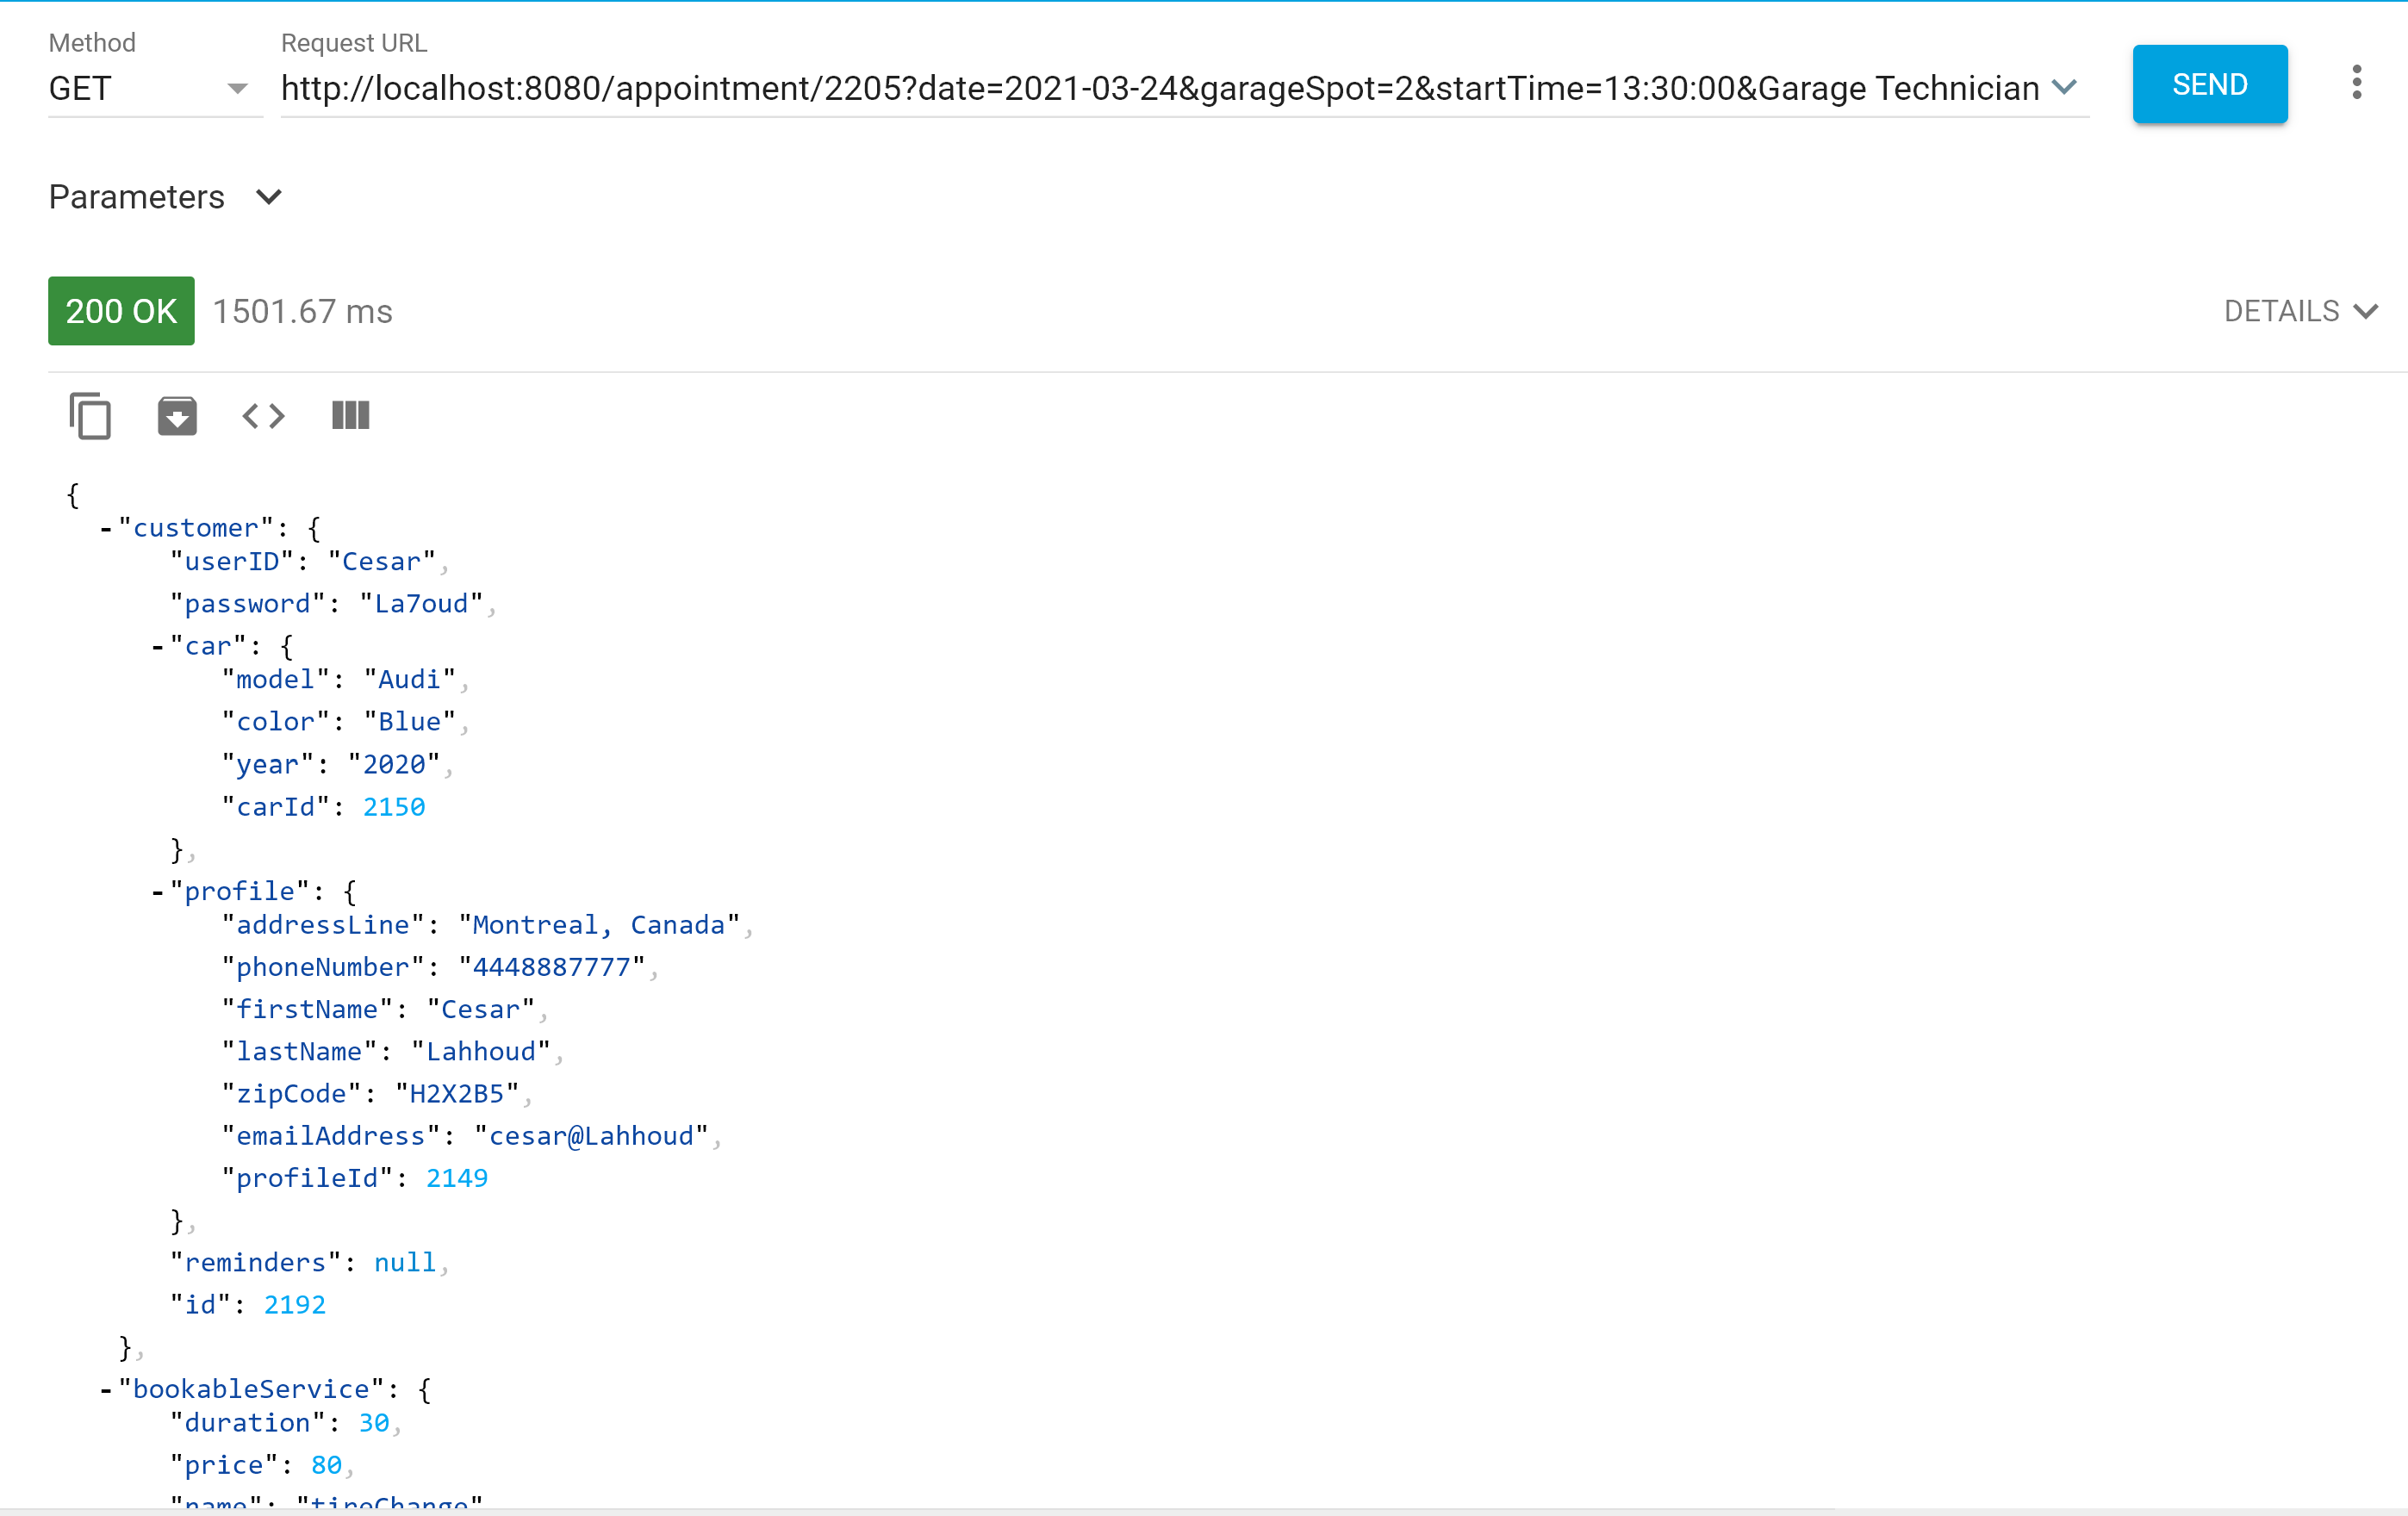 Method
Request URL
GET
http://localhost:8080/appointment/2205?date=2021-03-24&garageSpot=2&startTime=13:30:00&Garage Technician
SEND
Parameters
200 OK
1501.67 ms
DETAILS
{
-"customer": {
"userID": "Cesar",
"password": "La7oud",
-"car": {
"model": "Audi",
"color": "Blue",
"year": "2020",
"carId": 2150
},
-"profile": {
"addressLine": "Montreal, Canada",
"phoneNumber": "4448887777",
"firstName": "Cesar",
"lastName": "Lahhoud",
"zipCode": "H2X2B5",
"emailAddress": "cesar@Lahhoud",
"profileId": 2149
},
"reminders": null,
"id": 2192
},
-"bookableService": {
"duration": 30,
"price": 80,
"name": "tireChange"